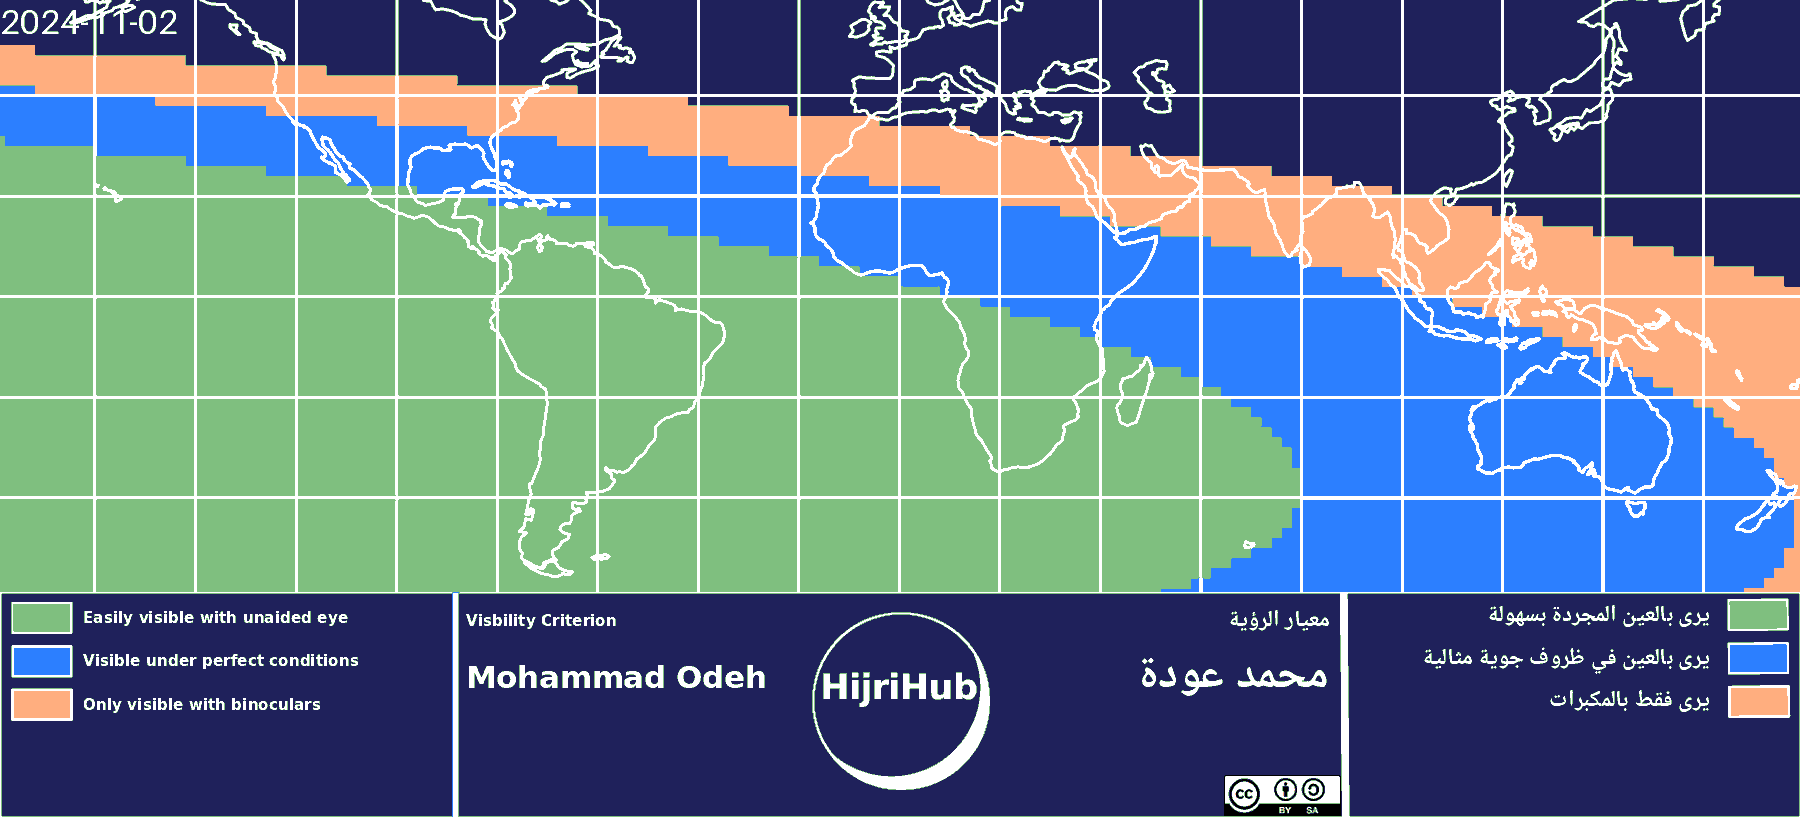 2024-11-02
Easily visible with unaided eye
Visible under perfect conditions
Only visible with binoculars
Visbility Criterion
Mohammad Odeh
HijriHub
معيار الرؤية
محمد عودة
cc
BY SA
يرى بالعين المجردة بسهولة
يرى بالعين في ظروف جوية مثالية
يرى فقط بالمكبرات